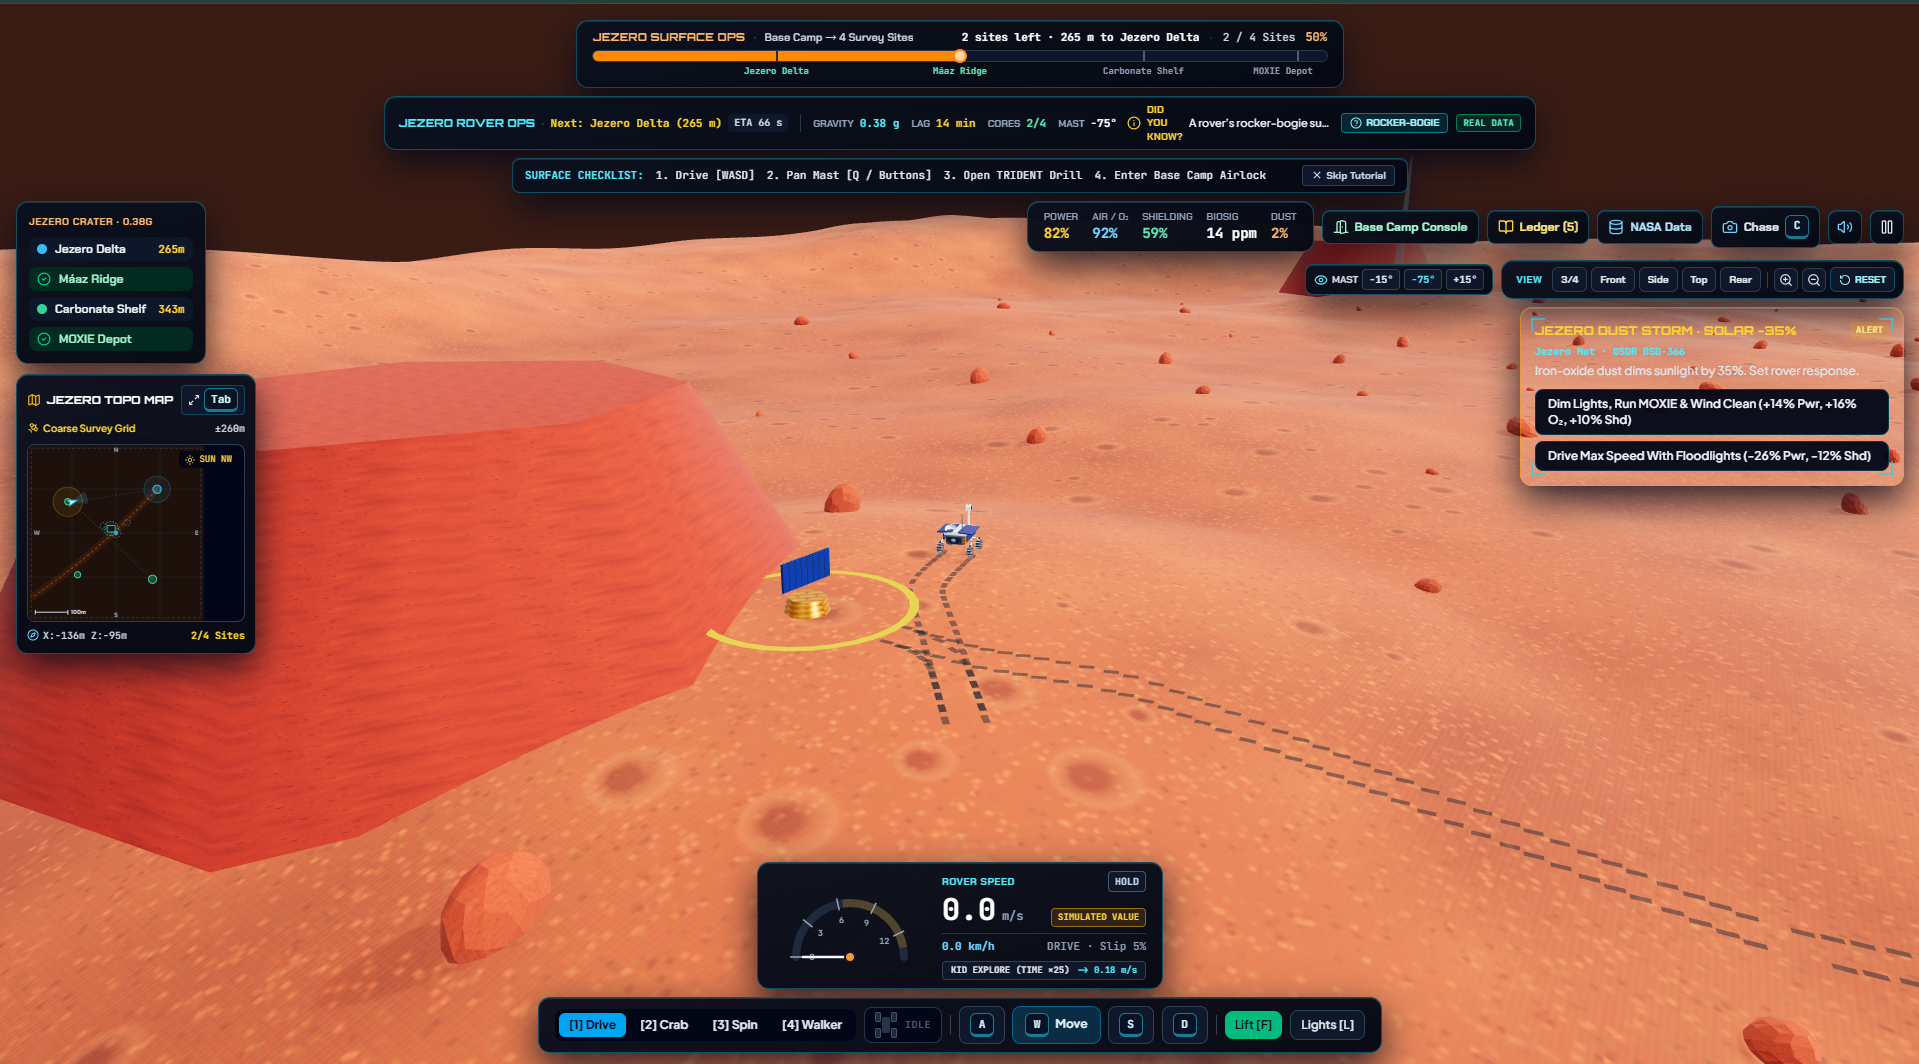 JEZERO SURFACE OPS · Base Camp → 4 Survey Sites 2 sites left · 265 m to Jezero Delta · 2 / 4 Sites 50%
Jezero Delta Máaz Ridge Carbonate Shelf MOXIE Depot
JEZERO ROVER OPS · Next: Jezero Delta (265 m) ETA 66 s GRAVITY 0.38 g LAG 14 min CORES 2/4 MAST -75° DID YOU KNOW? A rover's rocker-bogie su... ROCKER-BOGIE REAL DATA
SURFACE CHECKLIST: 1. Drive [WASD] 2. Pan Mast [Q / Buttons] 3. Open TRIDENT Drill 4. Enter Base Camp Airlock Skip Tutorial
JEZERO CRATER · 0.38G
Jezero Delta 265m
Máaz Ridge
Carbonate Shelf 343m
MOXIE Depot
POWER AIR / O₂ SHIELDING BIOSIG DUST
82% 92% 59% 14 ppm 2%
Base Camp Console Ledger (5) NASA Data Chase C
MAST -15° -75° +15° VIEW 3/4 Front Side Top Rear RESET
JEZERO DUST STORM · SOLAR -35% ALERT
Jezero Met · OSDR OSD-366
Iron-oxide dust dims sunlight by 35%. Set rover response.
Dim Lights, Run MOXIE & Wind Clean (+14% Pwr, +16%
O₂, +10% Shd)
Drive Max Speed With Floodlights (-26% Pwr, -12% Shd)
JEZERO TOPO MAP Tab
Coarse Survey Grid ±260m
N SUN NW
W E
100m S
X:-136m Z:-95m 2/4 Sites
ROVER SPEED HOLD
0.0 m/s SIMULATED VALUE
0 3 6 9 12
0.0 km/h DRIVE · Slip 5%
KID EXPLORE (TIME ×25) → 0.18 m/s
[1] Drive [2] Crab [3] Spin [4] Walker IDLE A W Move S D Lift [F] Lights [L]